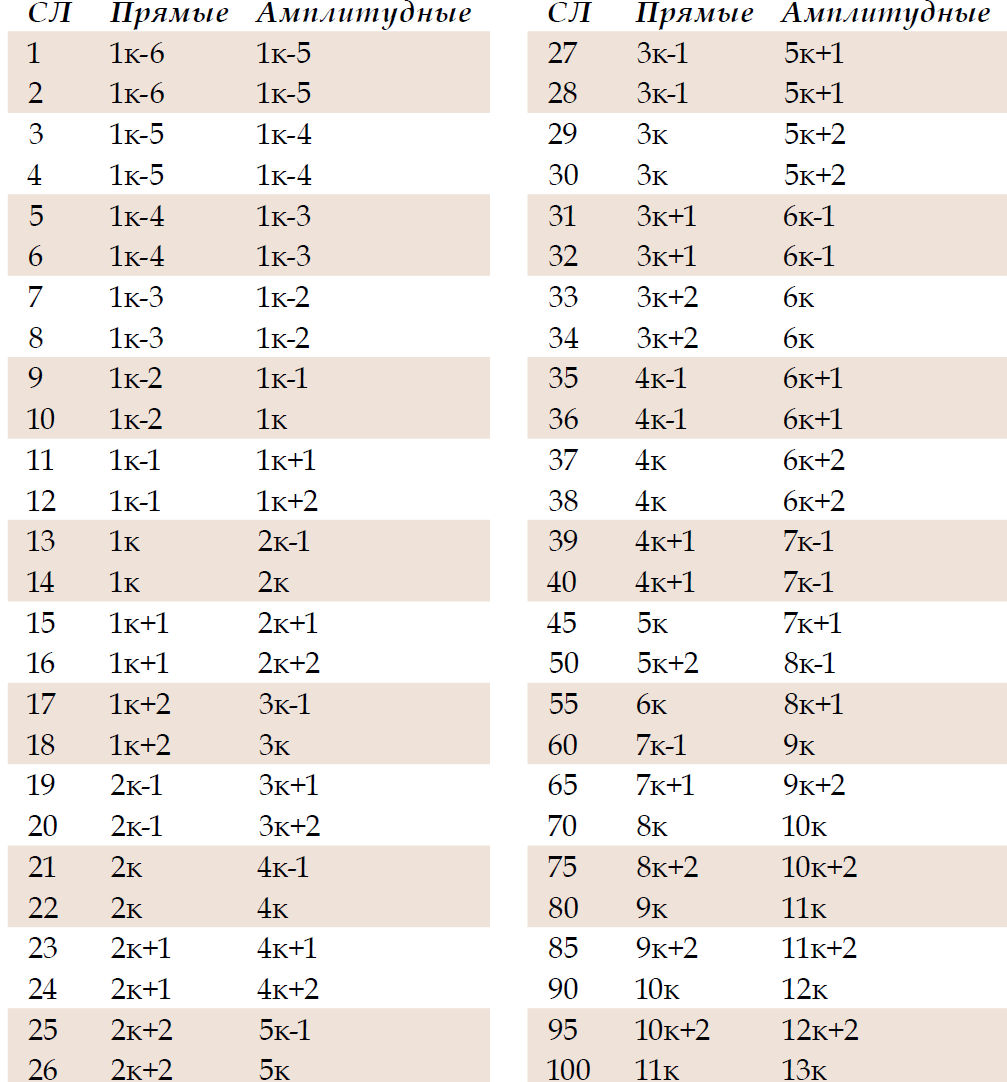 СЛ Прямые Амплитудные
1 1к-6 1к-5
2 1к-6 1к-5
3 1к-5 1к-4
4 1к-5 1к-4
5 1к-4 1к-3
6 1к-4 1к-3
7 1к-3 1к-2
8 1к-3 1к-2
9 1к-2 1к-1
10 1к-2 1к
11 1к-1 1к+1
12 1к-1 1к+2
13 1к 2к-1
14 1к 2к
15 1к+1 2к+1
16 1к+1 2к+2
17 1к+2 3к-1
18 1к+2 3к
19 2к-1 3к+1
20 2к-1 3к+2
21 2к 4к-1
22 2к 4к
23 2к+1 4к+1
24 2к+1 4к+2
25 2к+2 5к-1
26 2к+2 5к
СЛ Прямые Амплитудные
27 3к-1 5к+1
28 3к-1 5к+1
29 3к 5к+2
30 3к 5к+2
31 3к+1 6к-1
32 3к+1 6к-1
33 3к+2 6к
34 3к+2 6к
35 4к-1 6к+1
36 4к-1 6к+1
37 4к 6к+2
38 4к 6к+2
39 4к+1 7к-1
40 4к+1 7к-1
45 5к 7к+1
50 5к+2 8к-1
55 6к 8к+1
60 7к-1 9к
65 7к+1 9к+2
70 8к 10к
75 8к+2 10к+2
80 9к 11к
85 9к+2 11к+2
90 10к 12к
95 10к+2 12к+2
100 11к 13к